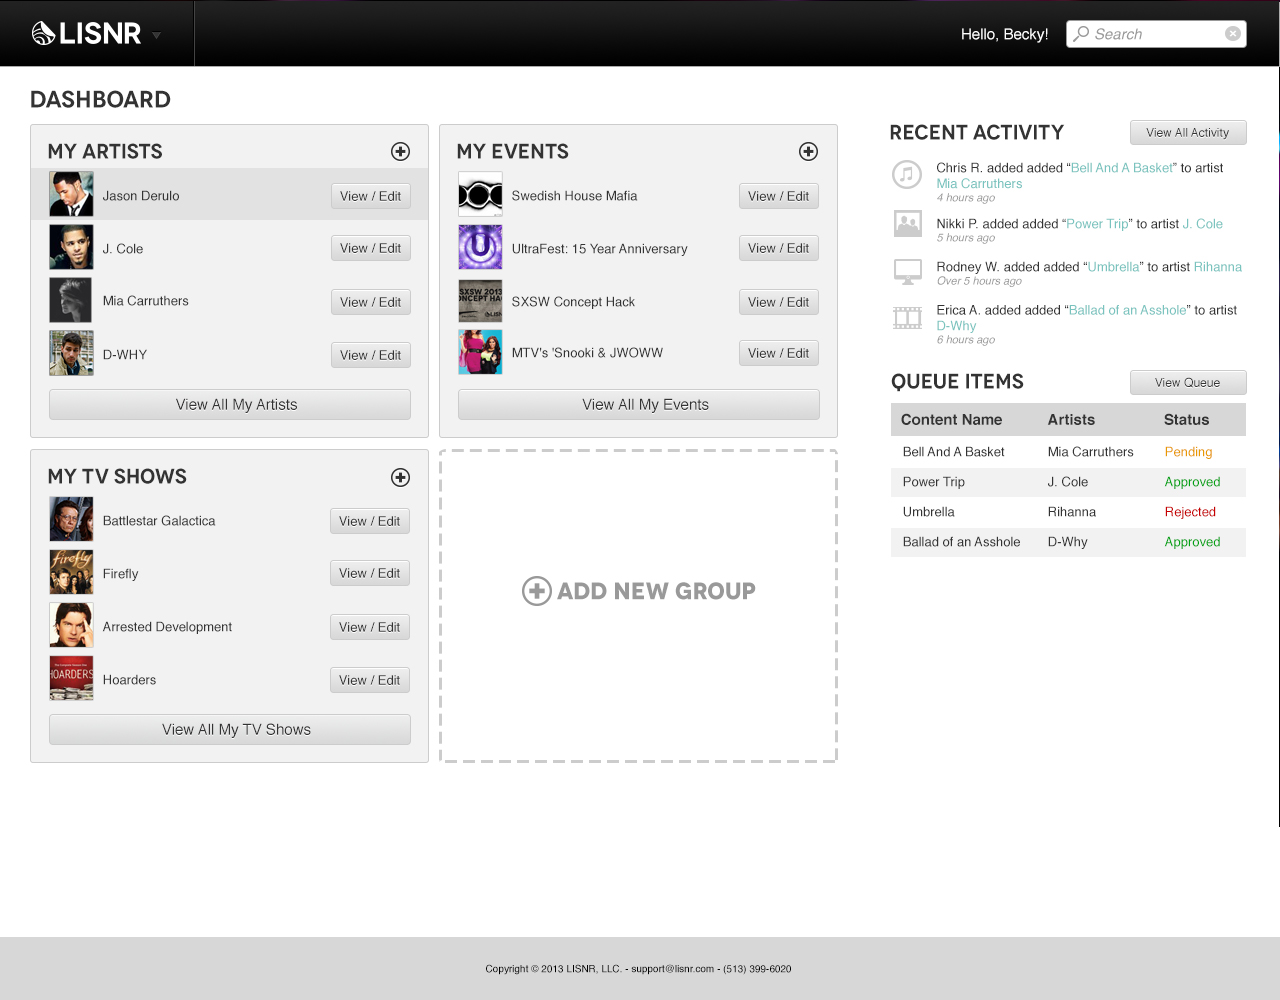 LISNR
Hello, Becky!
Search
DASHBOARD
MY ARTISTS
Jason Derulo
View / Edit
J. Cole
View / Edit
Mia Carruthers
View / Edit
D-WHY
View / Edit
View All My Artists
MY EVENTS
Swedish House Mafia
View / Edit
U
UltraFest: 15 Year Anniversary
View / Edit
SXSW 2013
CONCEPT HAC
LISN
SXSW Concept Hack
View / Edit
MTV's 'Snooki & JWOWW
View / Edit
View All My Events
MY TV SHOWS
Battlestar Galactica
View / Edit
firefly
Firefly
View / Edit
Arrested Development
View / Edit
HOARDERS
Hoarders
View / Edit
View All My TV Shows
ADD NEW GROUP
RECENT ACTIVITY
View All Activity
Chris R. added added “Bell And A Basket” to artist
Mia Carruthers
4 hours ago
Nikki P. added added “Power Trip” to artist J. Cole
5 hours ago
Rodney W. added added “Umbrella” to artist Rihanna
Over 5 hours ago
Erica A. added added “Ballad of an Asshole” to artist
D-Why
6 hours ago
QUEUE ITEMS
View Queue
Content Name Artists Status
Bell And A Basket Mia Carruthers Pending
Power Trip J. Cole Approved
Umbrella Rihanna Rejected
Ballad of an Asshole D-Why Approved
Copyright © 2013 LISNR, LLC. - support@lisnr.com - (513) 399-6020